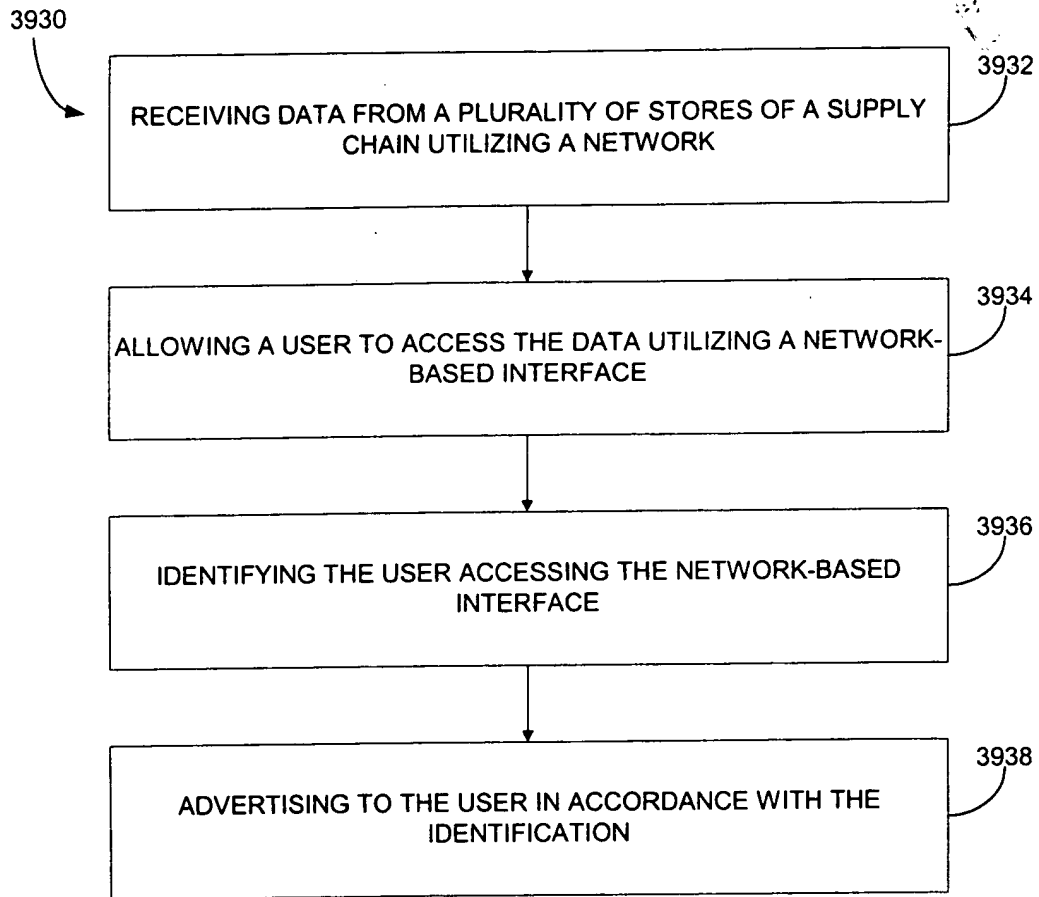 3930
3932
RECEIVING DATA FROM A PLURALITY OF STORES OF A SUPPLY
CHAIN UTILIZING A NETWORK
3934
ALLOWING A USER TO ACCESS THE DATA UTILIZING A NETWORK-
BASED INTERFACE
3936
IDENTIFYING THE USER ACCESSING THE NETWORK-BASED
INTERFACE
3938
ADVERTISING TO THE USER IN ACCORDANCE WITH THE
IDENTIFICATION